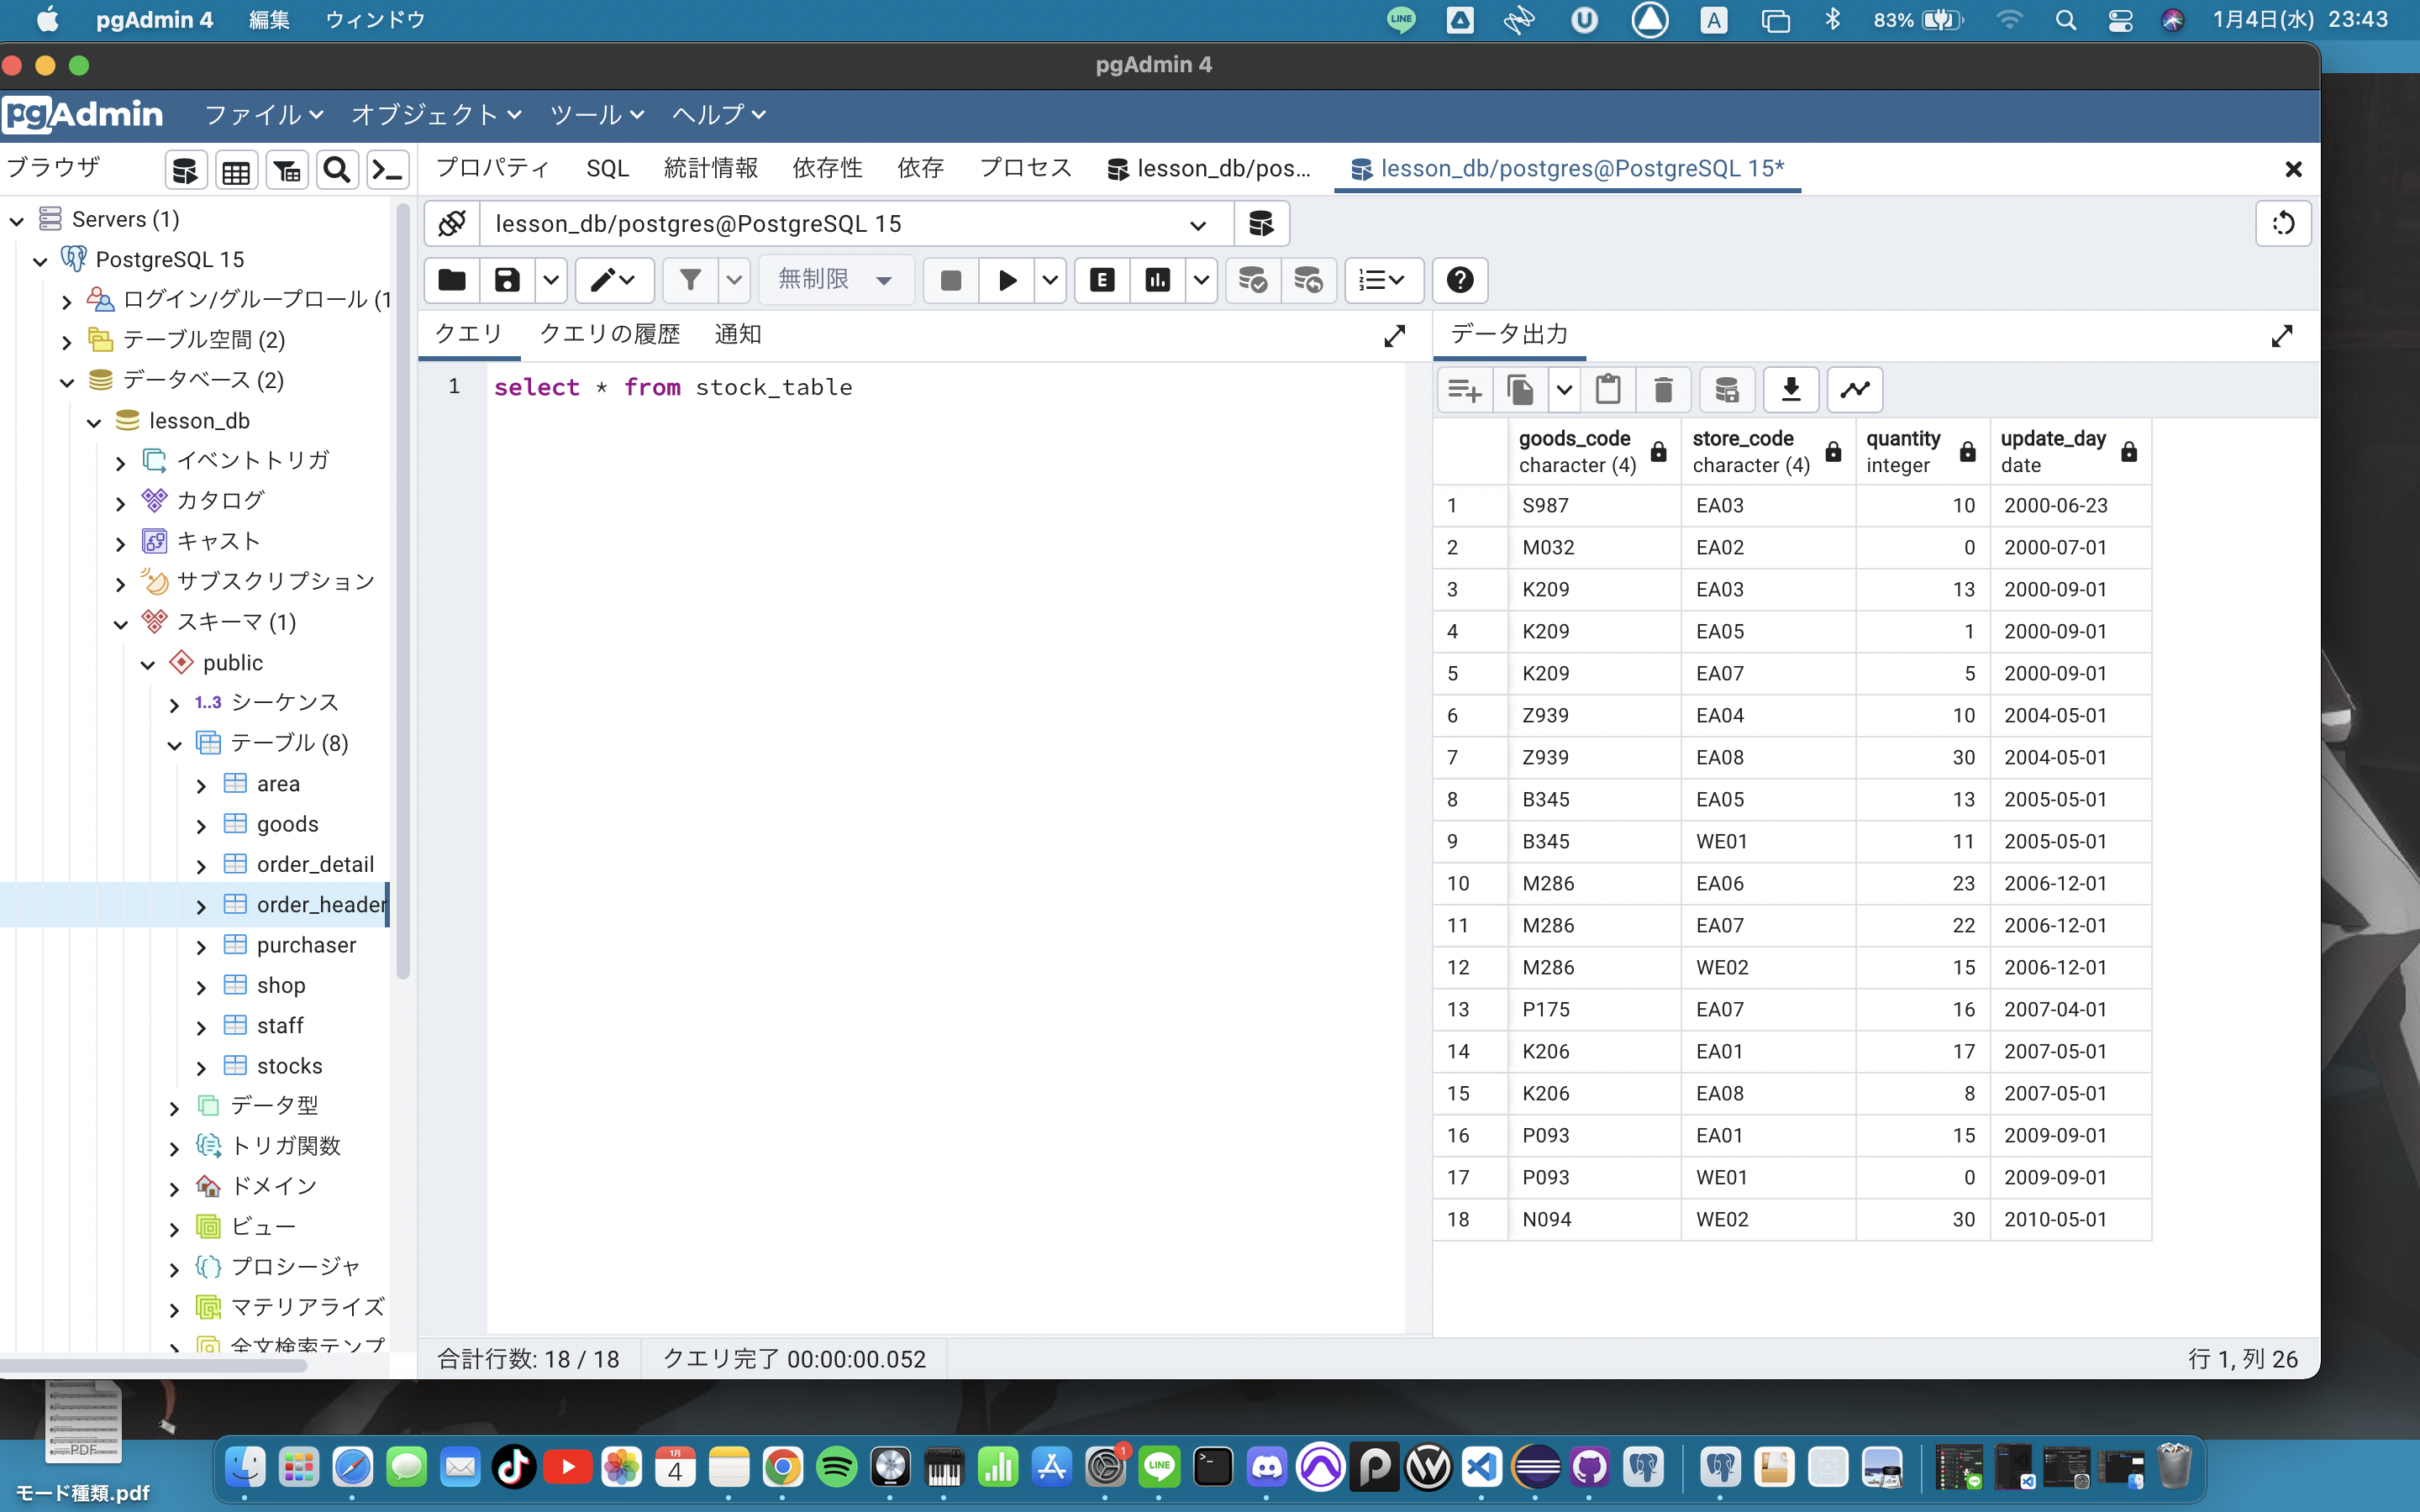 pgAdmin 4 編集 ウィンドウ LINE A 83% 1月4日(水) 23:43
pgAdmin 4
pgAdmin ファイル オブジェクト ツール ヘルプ
ブラウザ
プロパティ SQL 統計情報 依存性 依存 プロセス lesson_db/pos... lesson_db/postgres@PostgreSQL 15*
lesson_db/postgres@PostgreSQL 15
無制限 E
Servers (1)
PostgreSQL 15
ログイン/グループロール (1
テーブル空間 (2)
データベース (2)
lesson_db
イベントトリガ
カタログ
キャスト
サブスクリプション
スキーマ (1)
public
1..3 シーケンス
テーブル (8)
area
goods
order_detail
order_header
purchaser
shop
staff
stocks
データ型
トリガ関数
ドメイン
ビュー
プロシージャ
マテリアライズ
全文検索テンプ
クエリ クエリの履歴 通知
1 select * from stock_table
データ出力
goods_code store_code quantity update_day
character (4) character (4) integer date
1 S987 EA03 10 2000-06-23
2 M032 EA02 0 2000-07-01
3 K209 EA03 13 2000-09-01
4 K209 EA05 1 2000-09-01
5 K209 EA07 5 2000-09-01
6 Z939 EA04 10 2004-05-01
7 Z939 EA08 30 2004-05-01
8 B345 EA05 13 2005-05-01
9 B345 WE01 11 2005-05-01
10 M286 EA06 23 2006-12-01
11 M286 EA07 22 2006-12-01
12 M286 WE02 15 2006-12-01
13 P175 EA07 16 2007-04-01
14 K206 EA01 17 2007-05-01
15 K206 EA08 8 2007-05-01
16 P093 EA01 15 2009-09-01
17 P093 WE01 0 2009-09-01
18 N094 WE02 30 2010-05-01
合計行数: 18 / 18 クエリ完了 00:00:00.052 行 1, 列 26
PDF
モード種類.pdf
1月
4
1
LINE